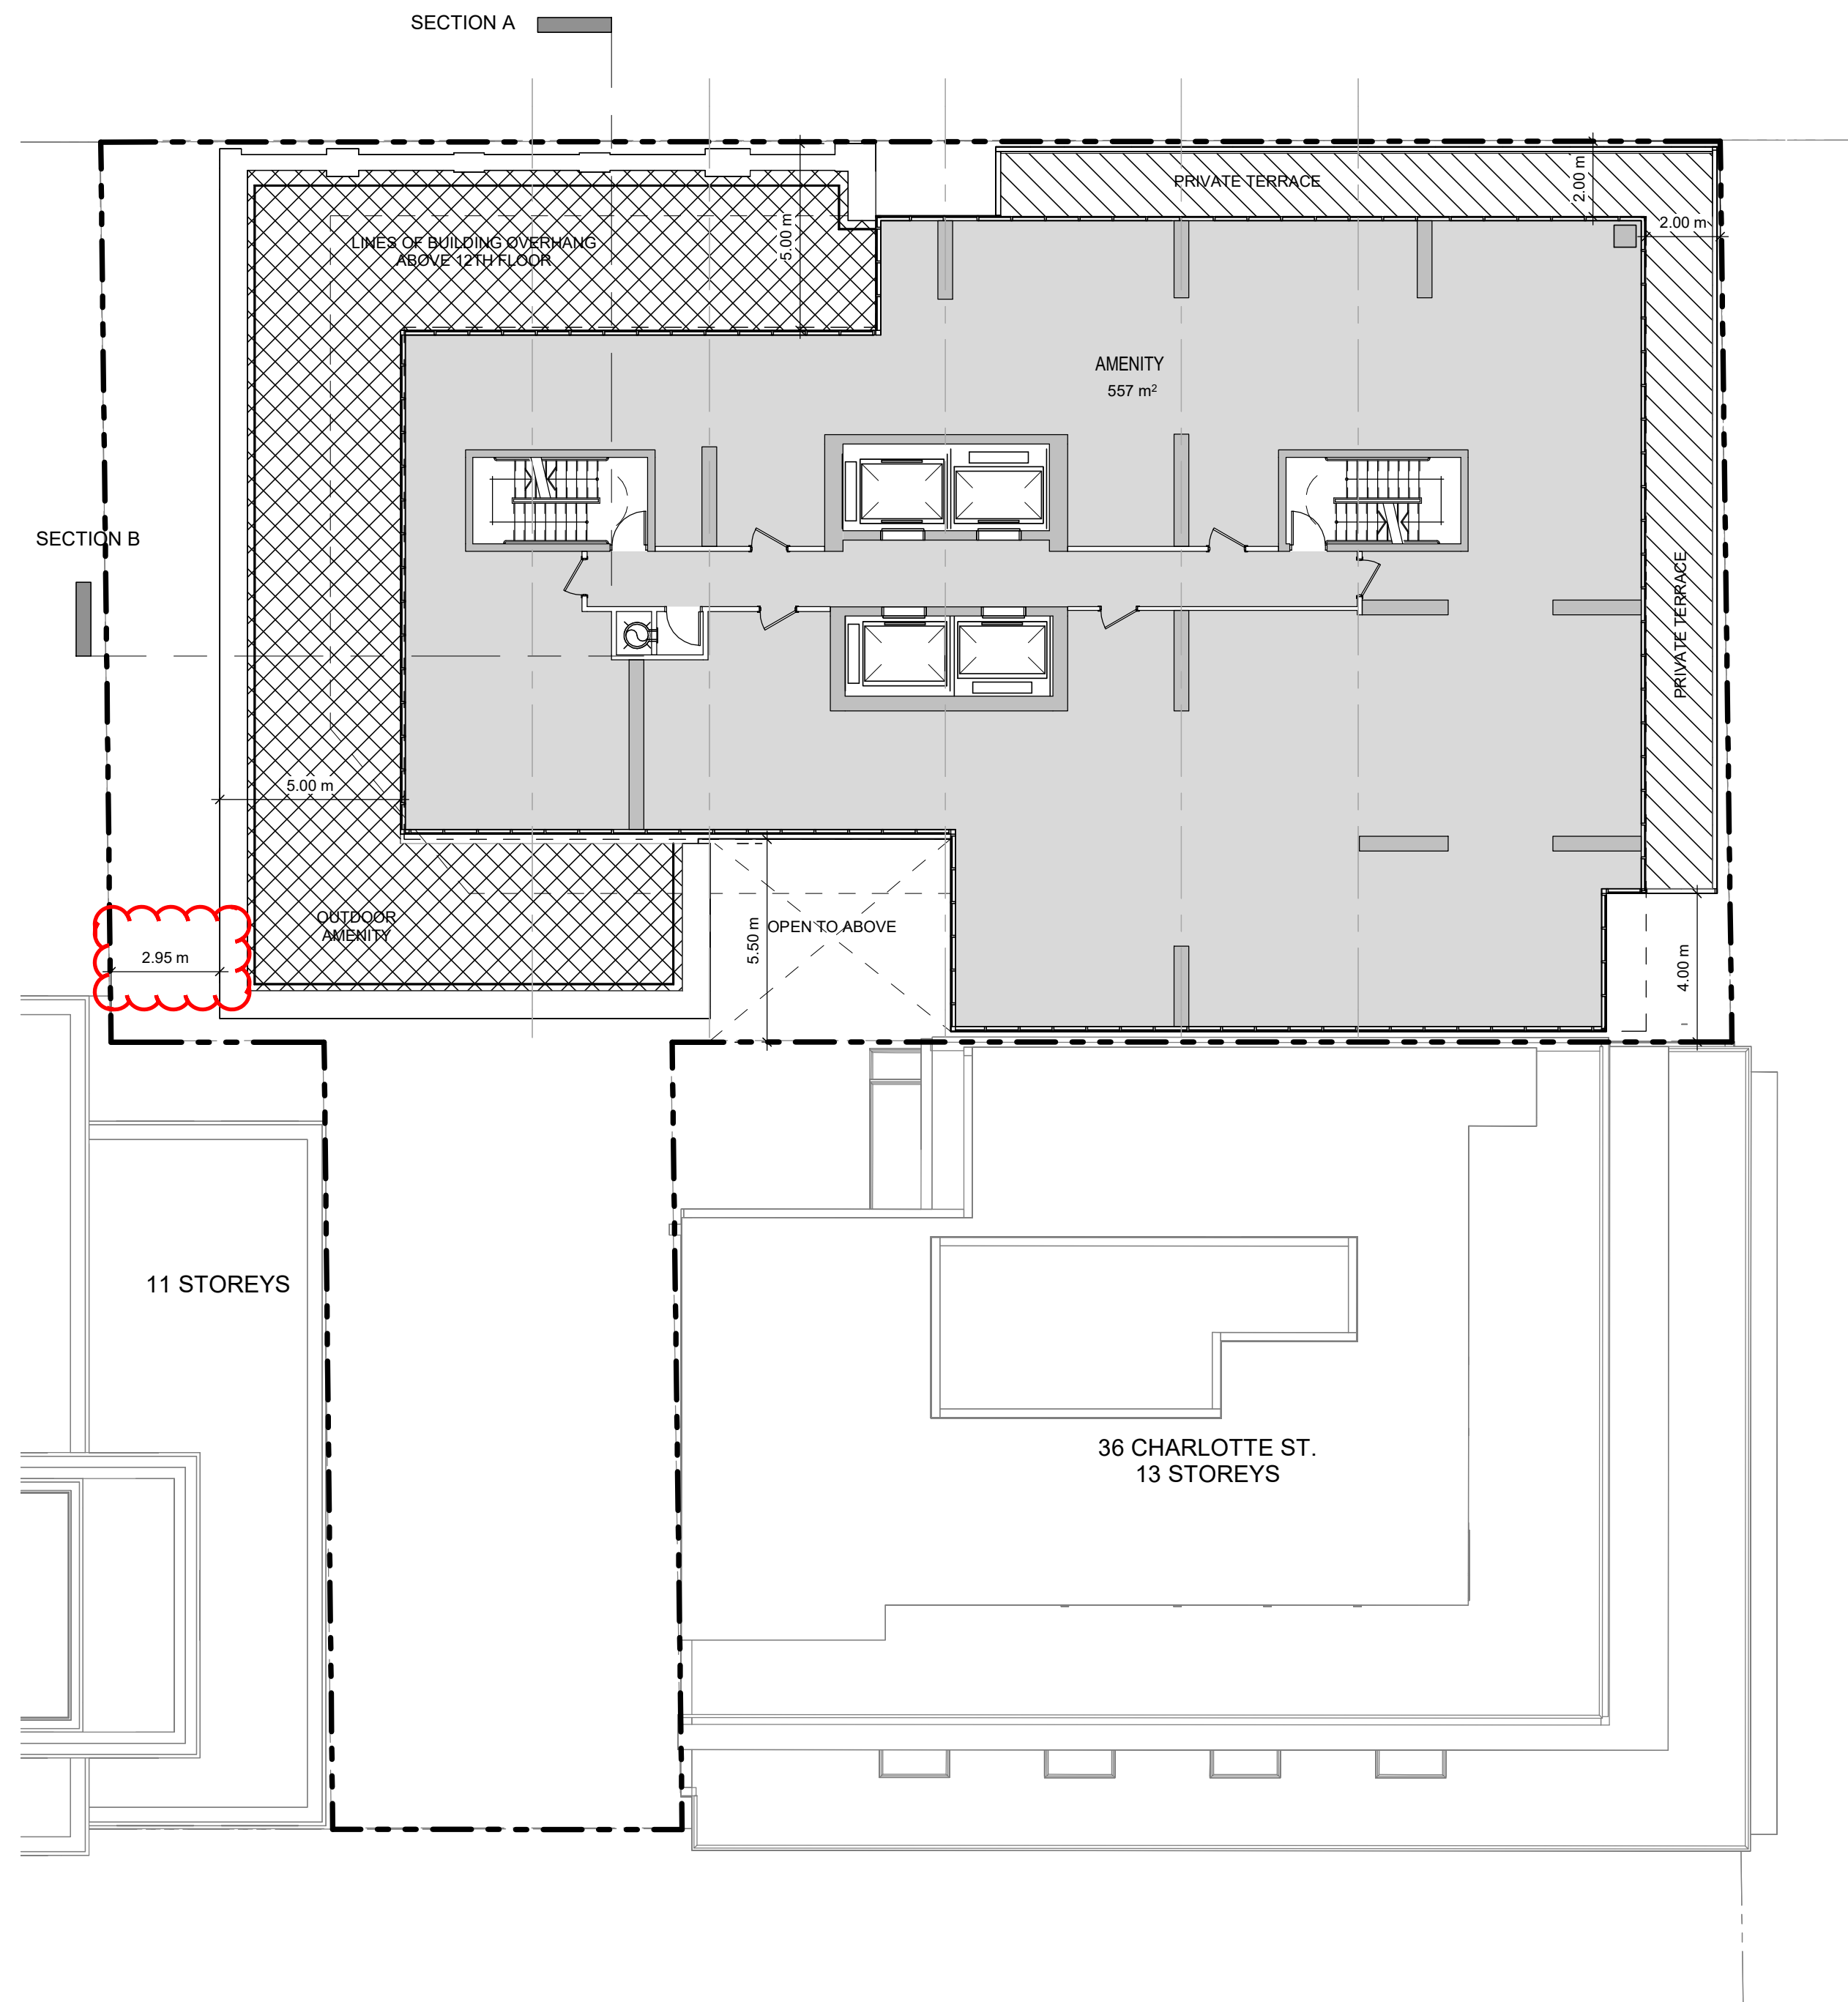 SECTION A
PRIVATE TERRACE
2.00 m
2.00 m
5.00 m
LINES OF BUILDING OVERHANG
ABOVE 12TH FLOOR
AMENITY
557 m²
SECTION B
PRIVATE TERRACE
5.00 m
OUTDOOR
AMENITY
OPEN TO ABOVE
5.50 m
2.95 m
4.00 m
11 STOREYS
36 CHARLOTTE ST.
13 STOREYS